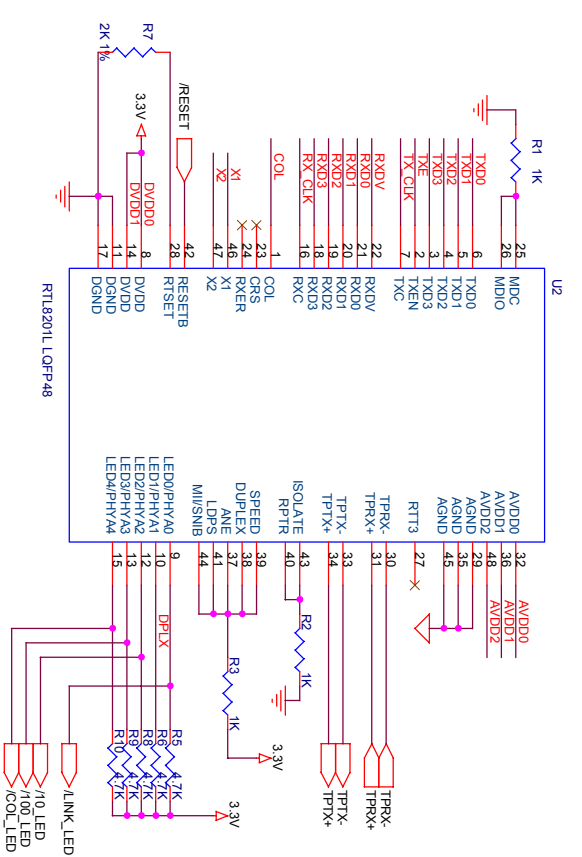 U2
RTL8201L LQFP48
R1
1K
TXD0
TXD1
TXD2
TXD3
TXE
TX_CLK
RXDV
RXD0
RXD1
RXD2
RXD3
RX_CLK
COL
X1
X2
/RESET
R7
2K 1%
3.3V
DVDD0
DVDD1
25 MDC
26 MDIO
6 TXD0
5 TXD1
4 TXD2
3 TXD3
2 TXEN
7 TXC
22 RXDV
21 RXD0
20 RXD1
19 RXD2
18 RXD3
16 RXC
1 COL
23 CRS
24 RXER
46 X1
47 X2
42 RESETB
28 RTSET
8 DVDD
14 DVDD
11 DGND
17 DGND
AVDD0 32
AVDD1 36
AVDD2 48
AGND 29
AGND 35
AGND 45
RTT3 27
TPRX- 30
TPRX+ 31
TPTX- 33
TPTX+ 34
ISOLATE 43
RPTR 40
SPEED 39
DUPLEX 38
ANE 37
LDPS 41
MII/SNIB 44
LED0/PHYA0 9
LED1/PHYA1 10
LED2/PHYA2 12
LED3/PHYA3 13
LED4/PHYA4 15
AVDD0
AVDD1
AVDD2
TPRX-
TPRX+
TPTX-
TPTX+
R2
1K
R3
1K
3.3V
DPLX
R5 4.7K
R6 4.7K
R8 4.7K
R9 4.7K
R10 4.7K
3.3V
/LINK_LED
/10_LED
/100_LED
/COL_LED